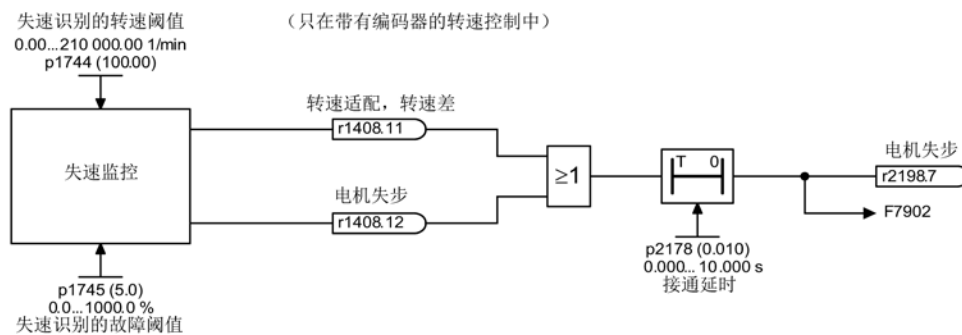 失速识别的转速阈值
0.00...210 000.00 1/min
p1744 (100.00)
（只在带有编码器的转速控制中）
转速适配，转速差
r1408.11
失速监控
电机失步
r1408.12
≥1
T 0
电机失步
r2198.7
F7902
p2178 (0.010)
0.000... 10.000 s
接通延时
p1745 (5.0)
0.0...1000.0 %
失速识别的故障阈值